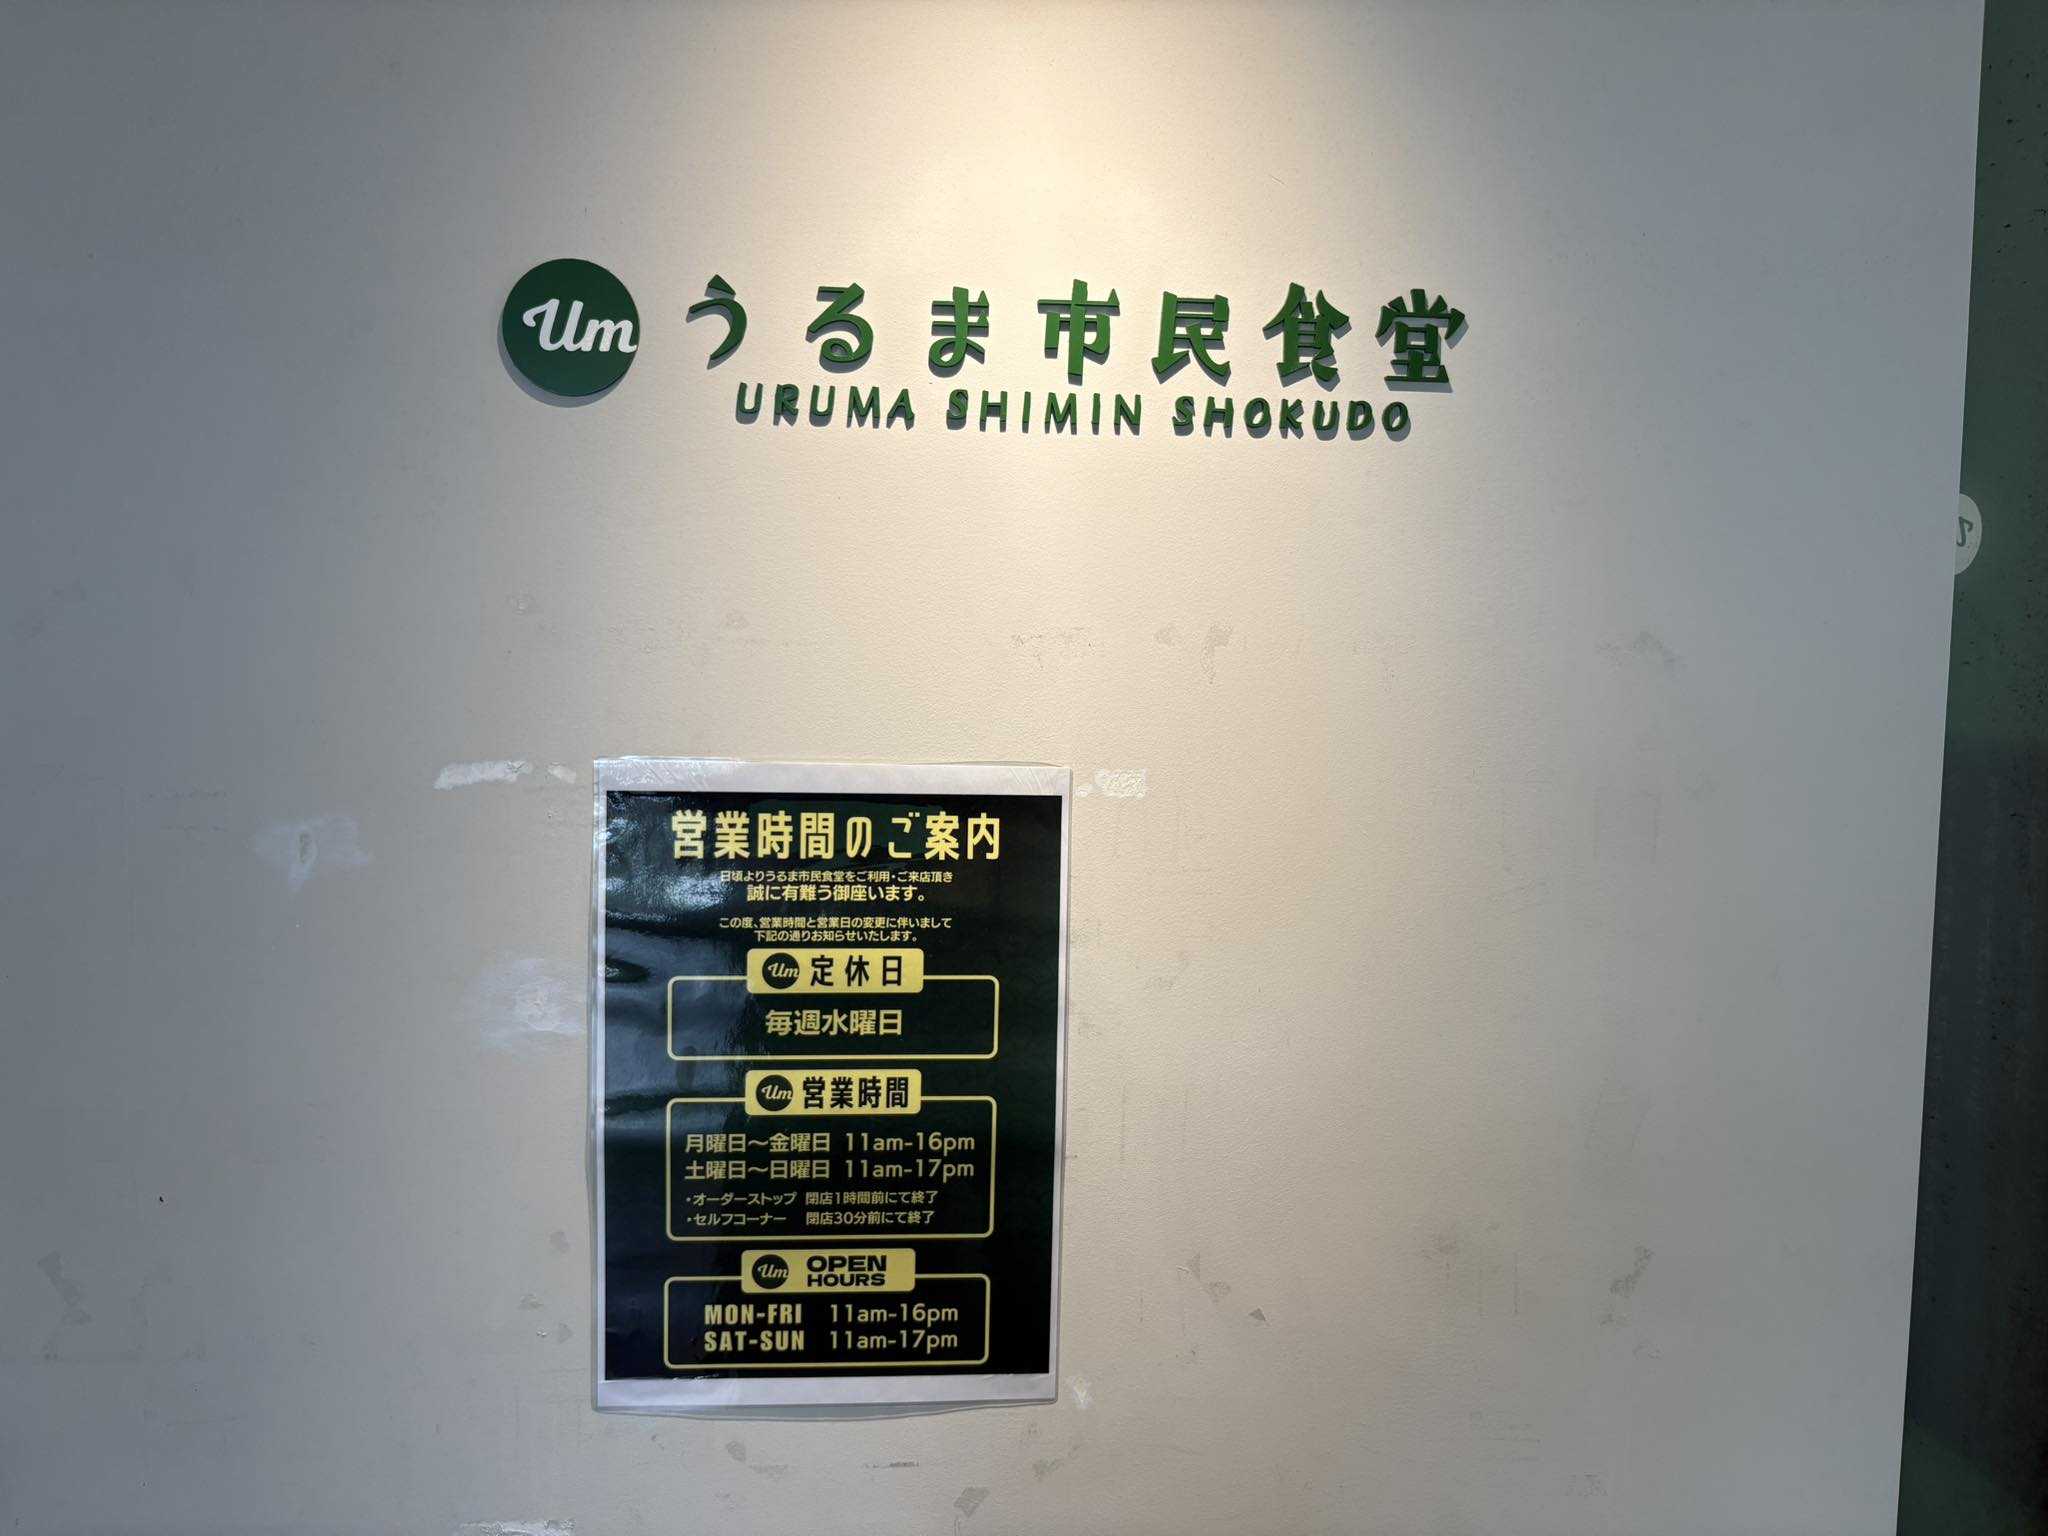 Um うるま市民食堂
URUMA SHIMIN SHOKUDO
営業時間のご案内
日頃よりうるま市民食堂をご利用・ご来店頂き
誠に有難う御座います。
この度、営業時間と営業日の変更に伴いまして
下記の通りお知らせいたします。
Um 定休日
毎週水曜日
Um 営業時間
月曜日～金曜日 11am-16pm
土曜日～日曜日 11am-17pm
・オーダーストップ 閉店1時間前にて終了
・セルフコーナー 閉店30分前にて終了
Um OPEN
HOURS
MON-FRI 11am-16pm
SAT-SUN 11am-17pm